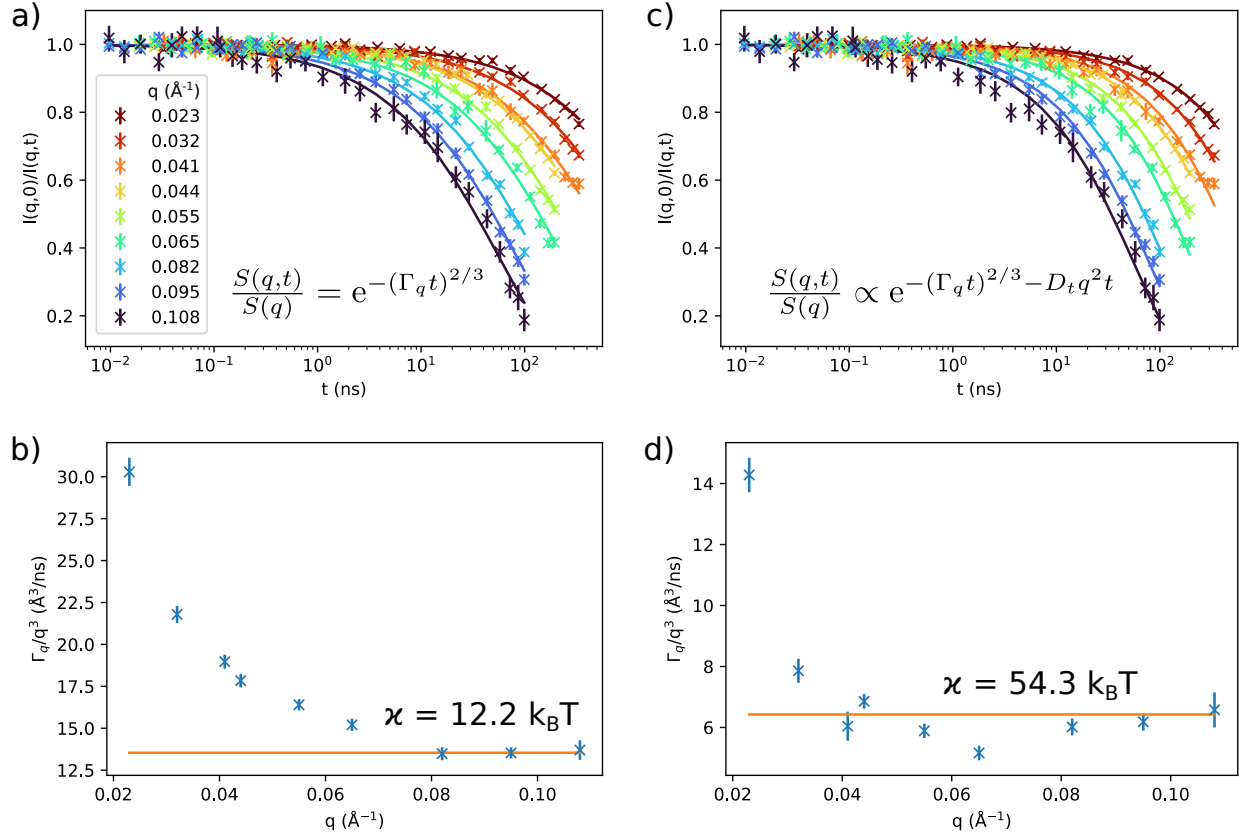 a)
I(q,0)/I(q,t)
1.0
0.8
0.6
0.4
0.2
q (Å⁻¹)
0.023
0.032
0.041
0.044
0.055
0.065
0.082
0.095
0.108
S(q,t)/S(q) = e^{-(Γ_q t)^{2/3}}
10⁻² 10⁻¹ 10⁰ 10¹ 10²
t (ns)
c)
I(q,0)/I(q,t)
1.0
0.8
0.6
0.4
0.2
S(q,t)/S(q) ∝ e^{-(Γ_q t)^{2/3} - D_t q² t}
10⁻² 10⁻¹ 10⁰ 10¹ 10²
t (ns)
b)
Γ_q/q³ (Å³/ns)
30.0
27.5
25.0
22.5
20.0
17.5
15.0
12.5
ϰ = 12.2 k_BT
0.02 0.04 0.06 0.08 0.10
q (Å⁻¹)
d)
Γ_q/q³ (Å³/ns)
14
12
10
8
6
ϰ = 54.3 k_BT
0.02 0.04 0.06 0.08 0.10
q (Å⁻¹)